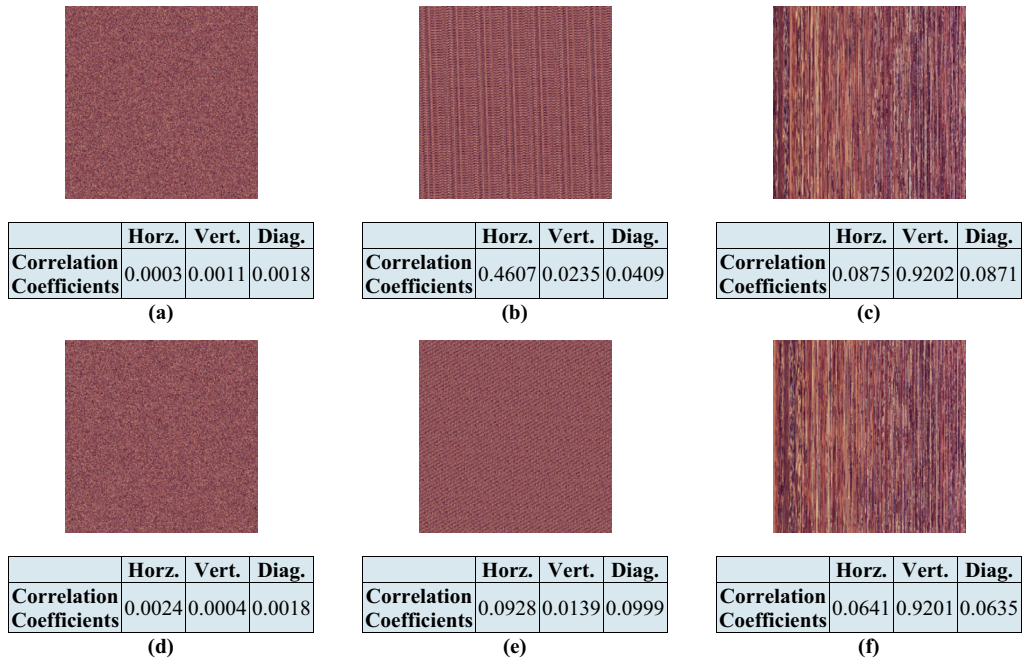 Horz. Vert. Diag.
Correlation Coefficients 0.0003 0.0011 0.0018
(a)
Horz. Vert. Diag.
Correlation Coefficients 0.4607 0.0235 0.0409
(b)
Horz. Vert. Diag.
Correlation Coefficients 0.0875 0.9202 0.0871
(c)
Horz. Vert. Diag.
Correlation Coefficients 0.0024 0.0004 0.0018
(d)
Horz. Vert. Diag.
Correlation Coefficients 0.0928 0.0139 0.0999
(e)
Horz. Vert. Diag.
Correlation Coefficients 0.0641 0.9201 0.0635
(f)